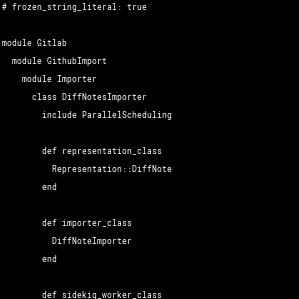 # frozen_string_literal: true
module Gitlab
module GithubImport
module Importer
class DiffNotesImporter
include ParallelScheduling
def representation_class
Representation::DiffNote
end
def importer_class
DiffNoteImporter
end
def sidekiq_worker_class